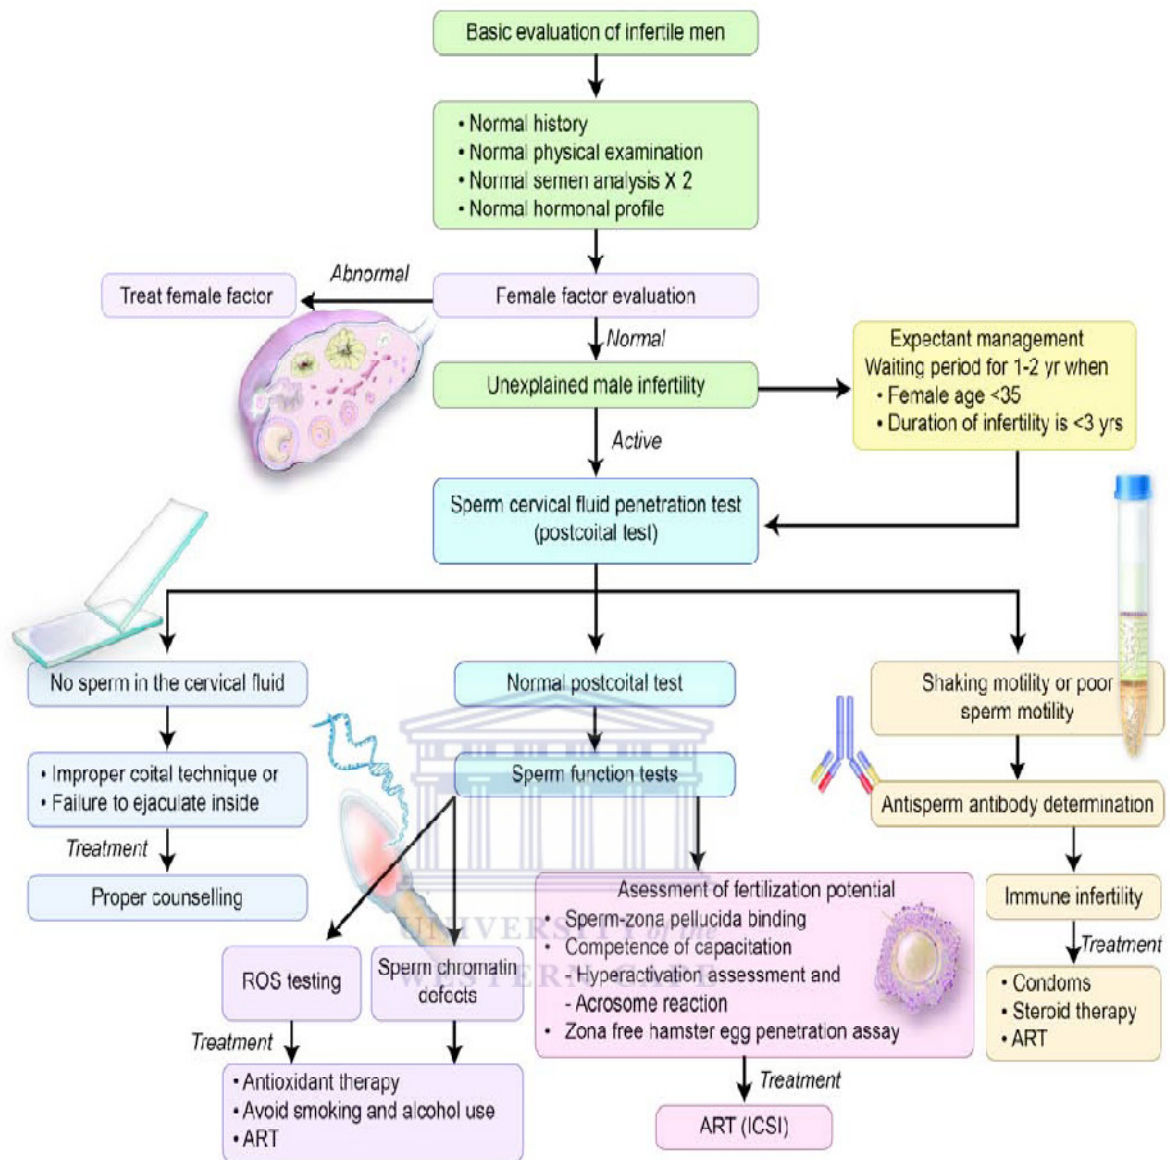 Basic evaluation of infertile men
• Normal history
• Normal physical examination
• Normal semen analysis X 2
• Normal hormonal profile
Abnormal
Treat female factor
Female factor evaluation
Normal
Unexplained male infertility
Expectant management
Waiting period for 1-2 yr when
• Female age <35
• Duration of infertility is <3 yrs
Active
Sperm cervical fluid penetration test
(postcoital test)
No sperm in the cervical fluid
Normal postcoital test
Shaking motility or poor
sperm motility
• Improper coital technique or
• Failure to ejaculate inside
Sperm function tests
Antisperm antibody determination
Treatment
Proper counselling
Asessment of fertilization potential
• Sperm-zona pellucida binding
• Competence of capacitation
- Hyperactivation assessment and
- Acrosome reaction
• Zona free hamster egg penetration assay
Immune infertility
Treatment
• Condoms
• Steroid therapy
• ART
ROS testing
Sperm chromatin
defects
Treatment
• Antioxidant therapy
• Avoid smoking and alcohol use
• ART
Treatment
ART (ICSI)
UNIVERSITY of the
WESTERN CAPE